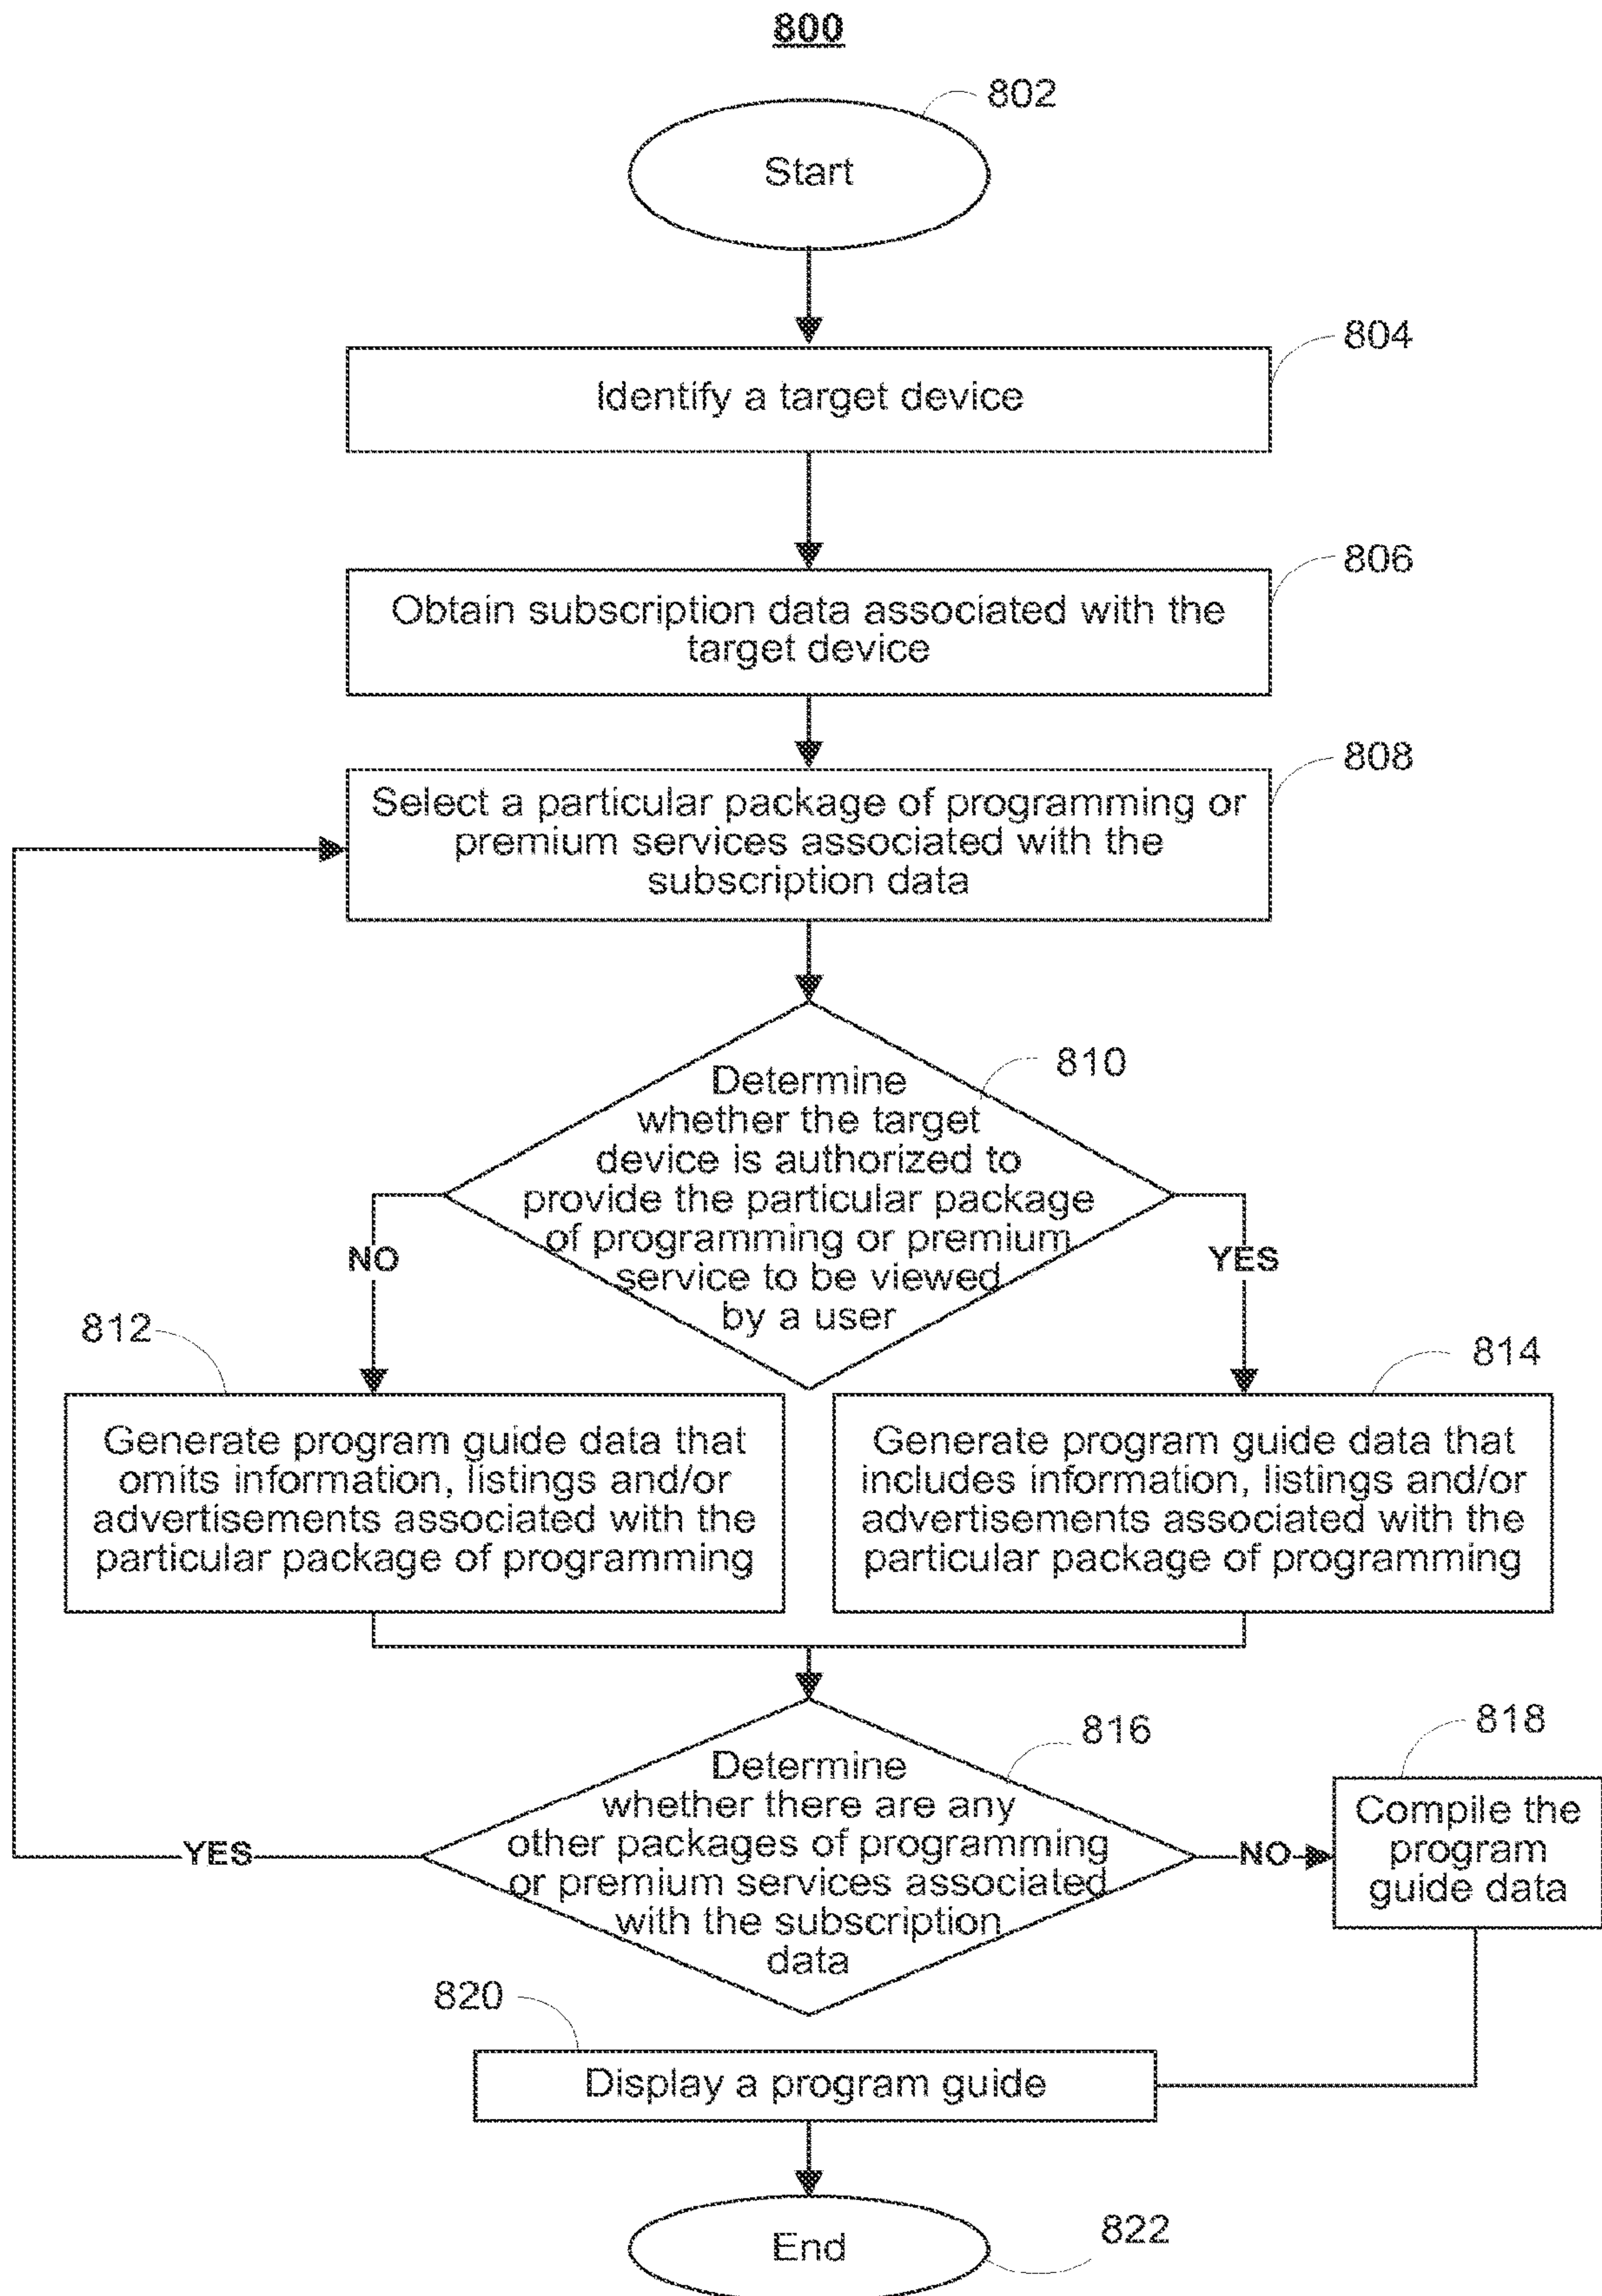 800
802
Start
804
Identify a target device
806
Obtain subscription data associated with the
target device
808
Select a particular package of programming or
premium services associated with the
subscription data
810
Determine
whether the target
device is authorized to
provide the particular package
of programming or premium
service to be viewed
by a user
NO
YES
812
814
Generate program guide data that
omits information, listings and/or
advertisements associated with the
particular package of programming
Generate program guide data that
includes information, listings and/or
advertisements associated with the
particular package of programming
816
818
Determine
whether there are any
other packages of programming
or premium services associated
with the subscription
data
YES
NO
Compile the
program
guide data
820
Display a program guide
End
822